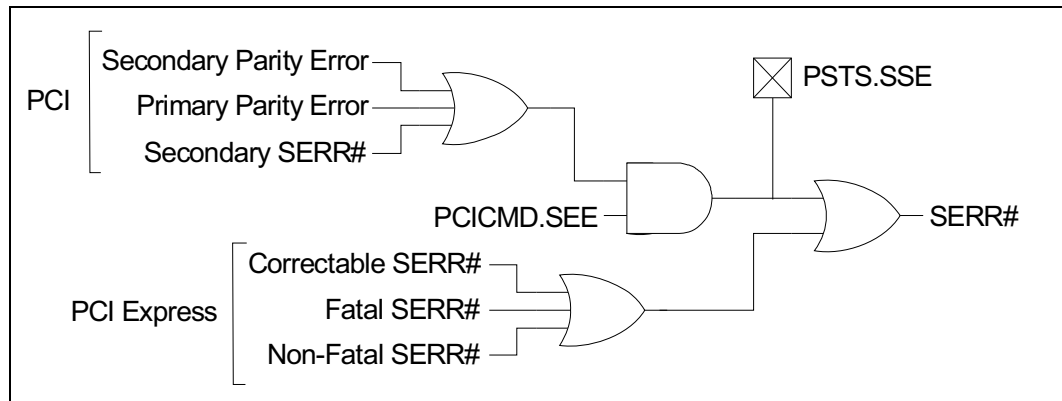 Secondary Parity Error
PCI
Primary Parity Error
Secondary SERR#
PSTS.SSE
PCICMD.SEE
SERR#
Correctable SERR#
PCI Express
Fatal SERR#
Non-Fatal SERR#